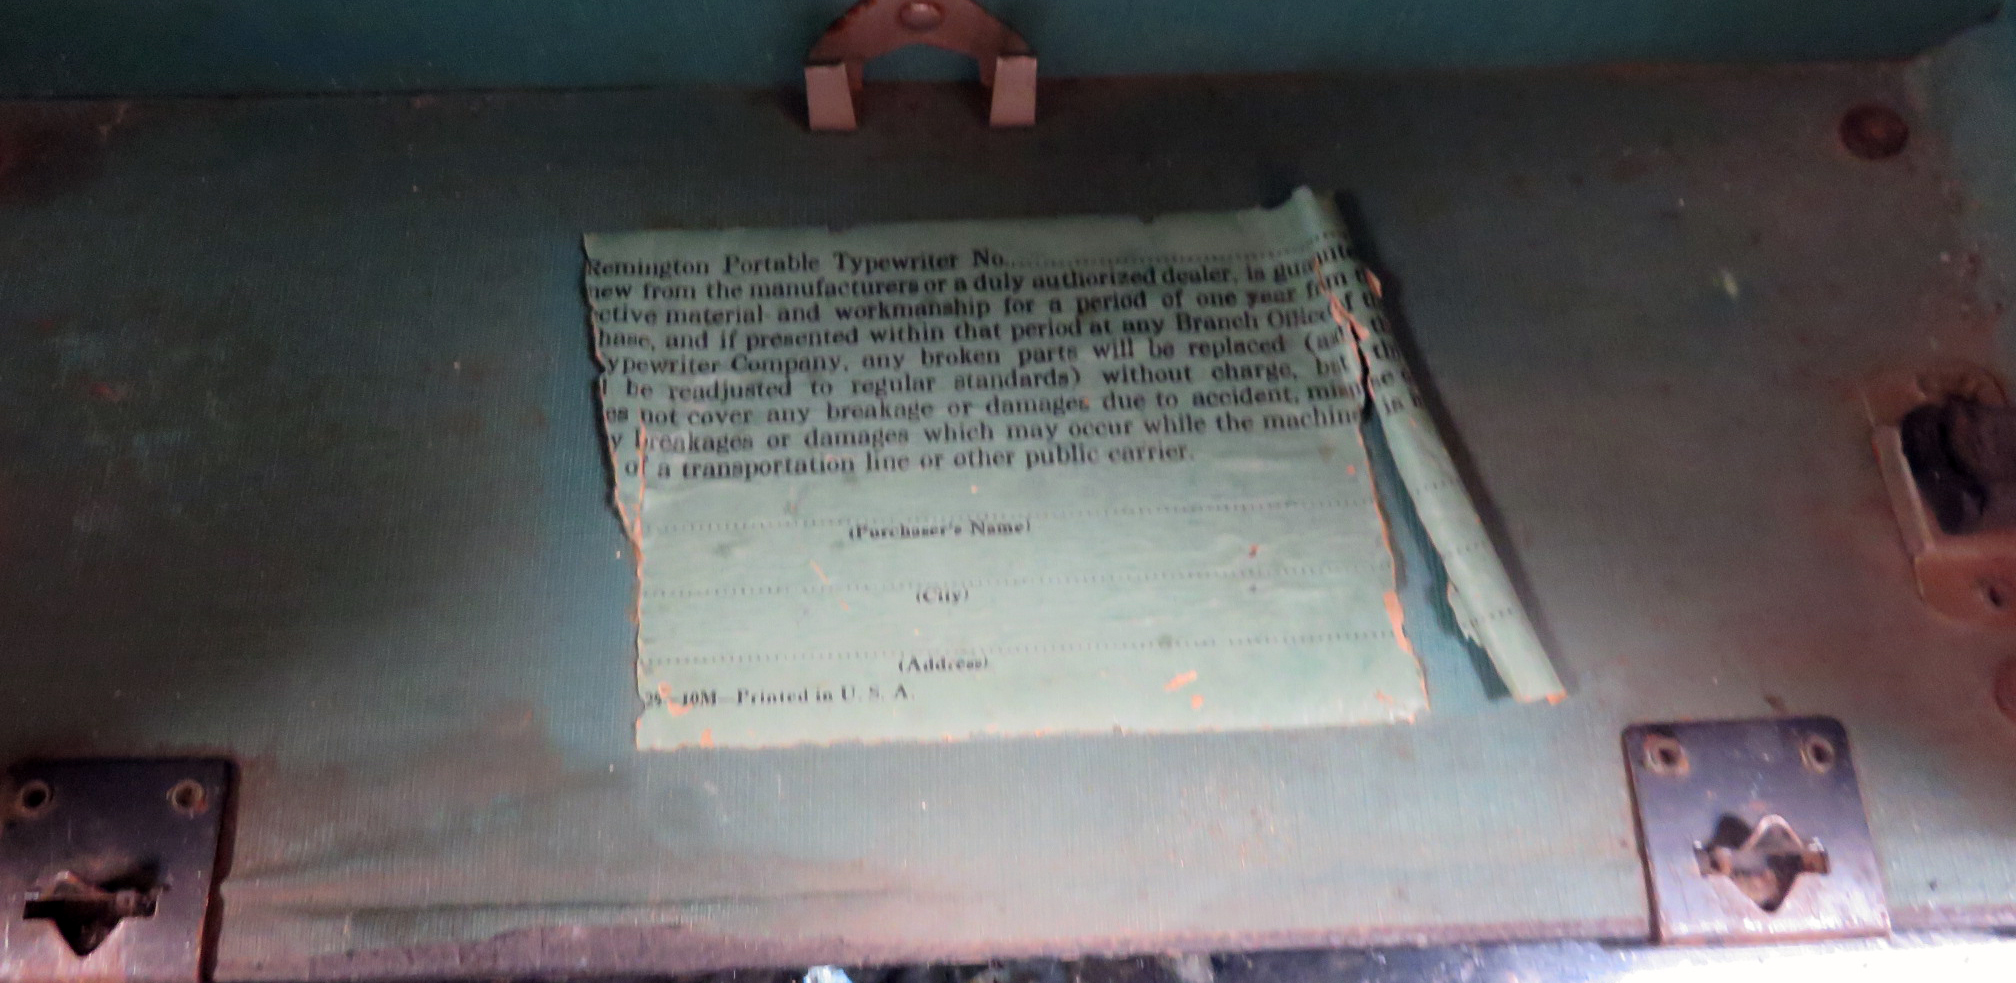 Remington Portable Typewriter No.
new from the manufacturers or a duly authorized dealer, is
ctive material and workmanship for a period of one year
hase, and if presented within that period at any Branch Office
ypewriter Company, any broken parts will be replaced
be readjusted to regular standards) without charge,
es not cover any breakage or damages due to accident,
y breakages or damages which may occur while the machine is
of a transportation line or other public carrier.
(Purchaser's Name)
(City)
(Address)
10M—Printed in U. S. A.